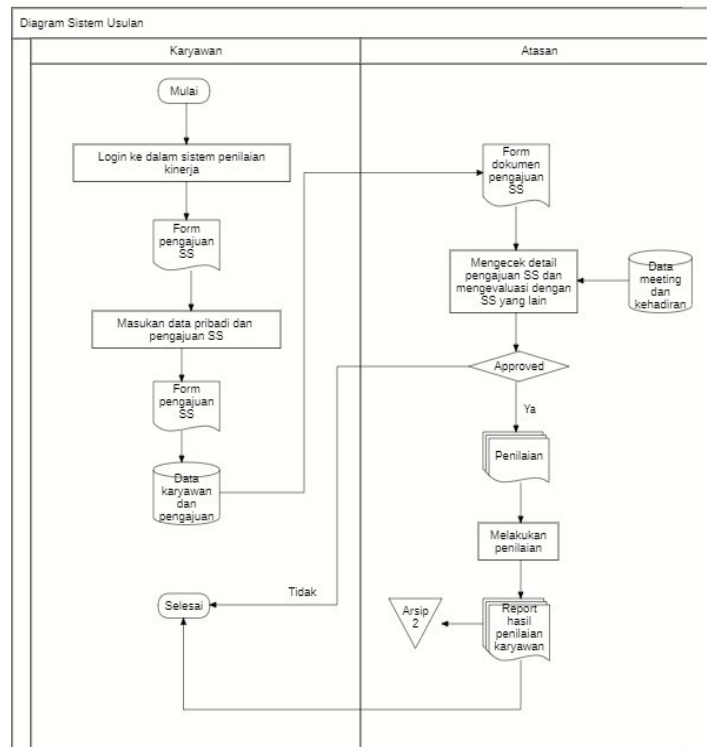 Diagram Sistem Usulan
Karyawan
Atasan
Mulai
Login ke dalam sistem penilaian
kinerja
Form
pengajuan
SS
Masukan data pribadi dan
pengajuan SS
Form
pengajuan
SS
Data
karyawan
dan
pengajuan
Selesai
Tidak
Form
dokumen
pengajuan
SS
Mengecek detail
pengajuan SS dan
mengevaluasi dengan
SS yang lain
Data
meeting
dan
kehadiran
Approved
Ya
Penilaian
Melakukan
penilaian
Arsip
2
Report
hasil
penilaian
karyawan